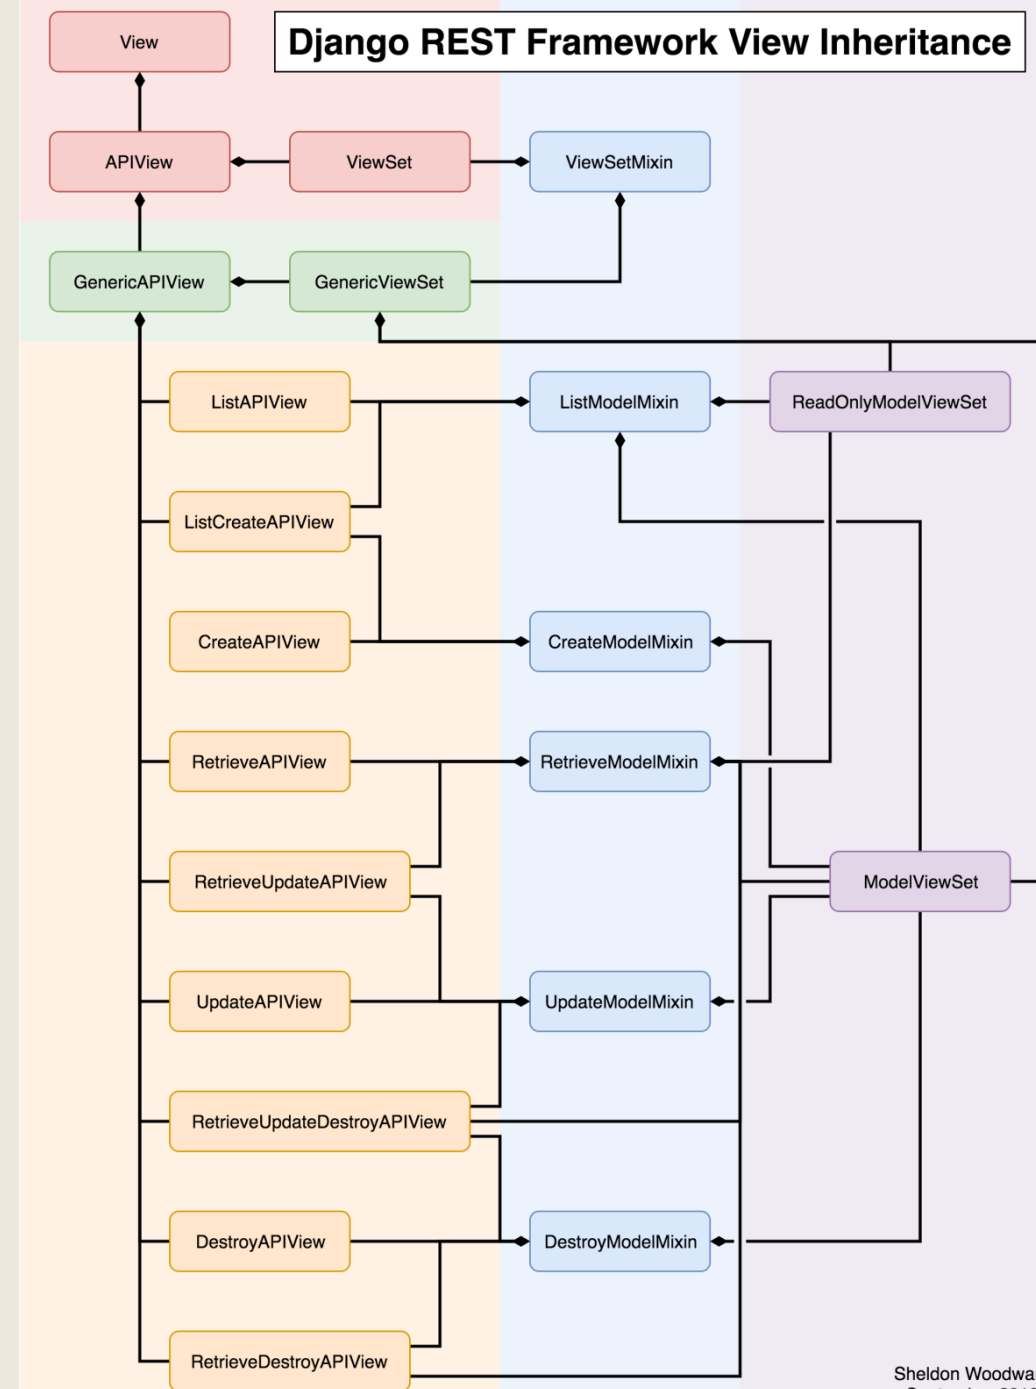 View
Django REST Framework View Inheritance
APIView
ViewSet
ViewSetMixin
GenericAPIView
GenericViewSet
ListAPIView
ListModelMixin
ReadOnlyModelViewSet
ListCreateAPIView
CreateAPIView
CreateModelMixin
RetrieveAPIView
RetrieveModelMixin
RetrieveUpdateAPIView
ModelViewSet
UpdateAPIView
UpdateModelMixin
RetrieveUpdateDestroyAPIView
DestroyAPIView
DestroyModelMixin
RetrieveDestroyAPIView
Sheldon